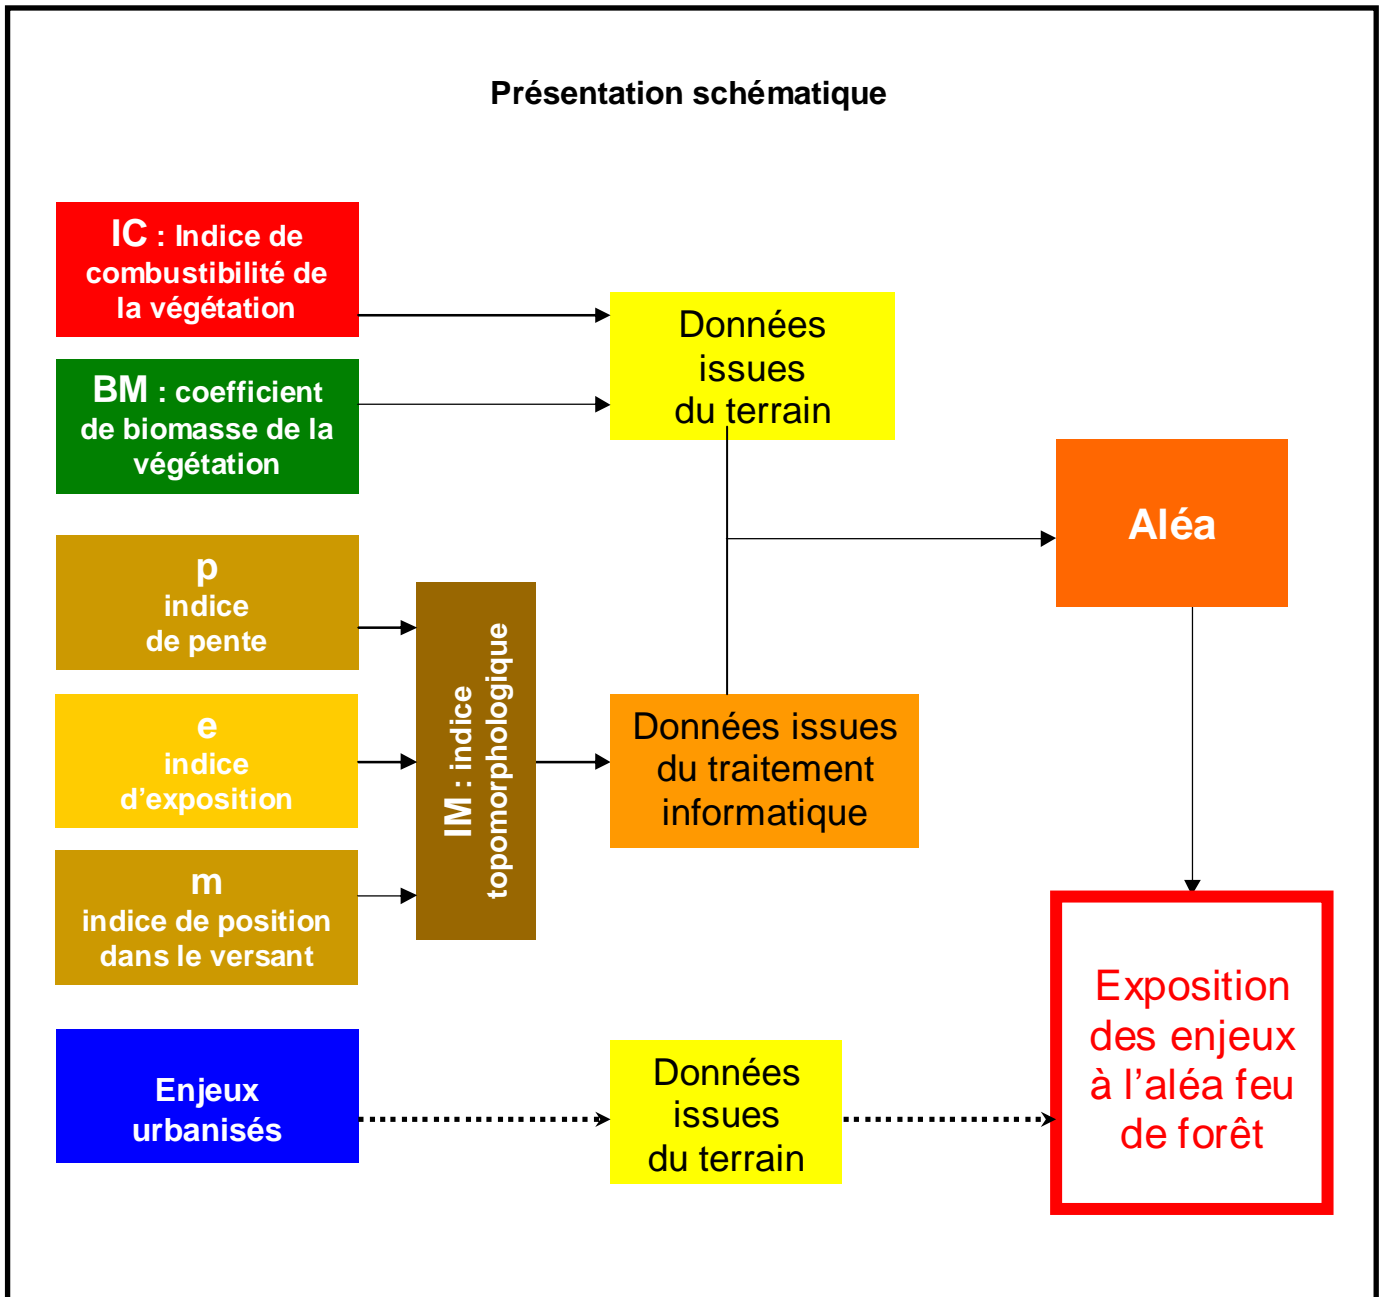 Présentation schématique
IC : Indice de
combustibilité de
la végétation
BM : coefficient
de biomasse de la
végétation
Données
issues
du terrain
Aléa
p
indice
de pente
e
indice
d'exposition
m
indice de position
dans le versant
IM : indice
topomorphologique
Données issues
du traitement
informatique
Enjeux
urbanisés
Données
issues
du terrain
Exposition
des enjeux
à l’aléa feu
de forêt